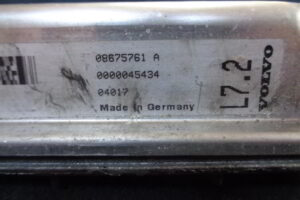 08675761 A
0000045434
04017
Made in Germany
L7.2
VOLVO